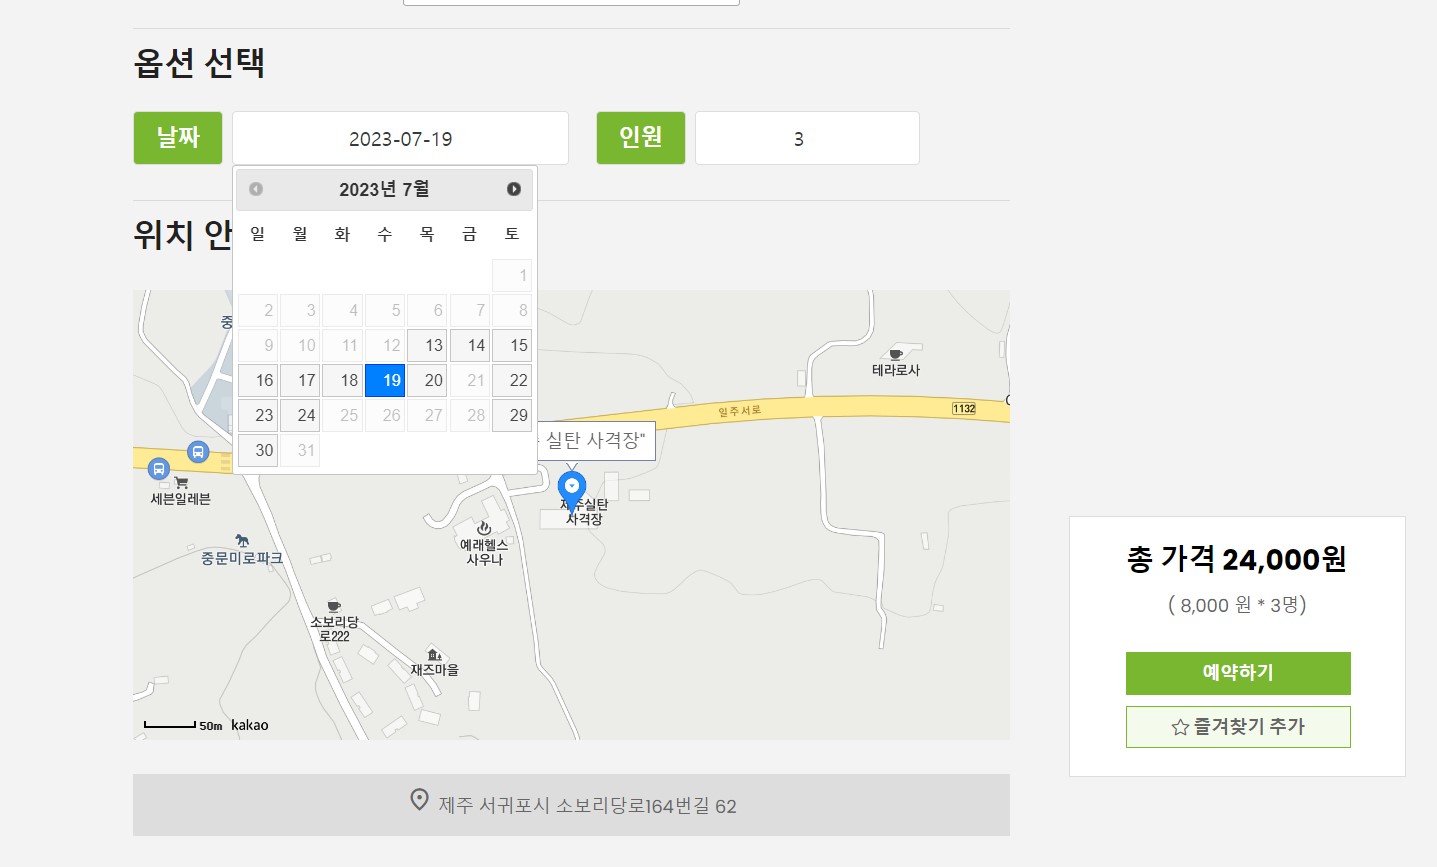 옵션 선택
날짜
2023-07-19
인원
3
2023년 7월
일 월 화 수 목 금 토
1
2 3 4 5 6 7 8
9 10 11 12 13 14 15
16 17 18 19 20 21 22
23 24 25 26 27 28 29
30 31
위치 안
중
테라로사
일주서로
1132
실탄 사격장"
세븐일레븐
제주실탄
사격장
중문미로파크
예래헬스
사우나
소보리당
로222
재즈마을
50m kakao
제주 서귀포시 소보리당로164번길 62
총 가격 24,000원
( 8,000 원 * 3명)
예약하기
즐겨찾기 추가